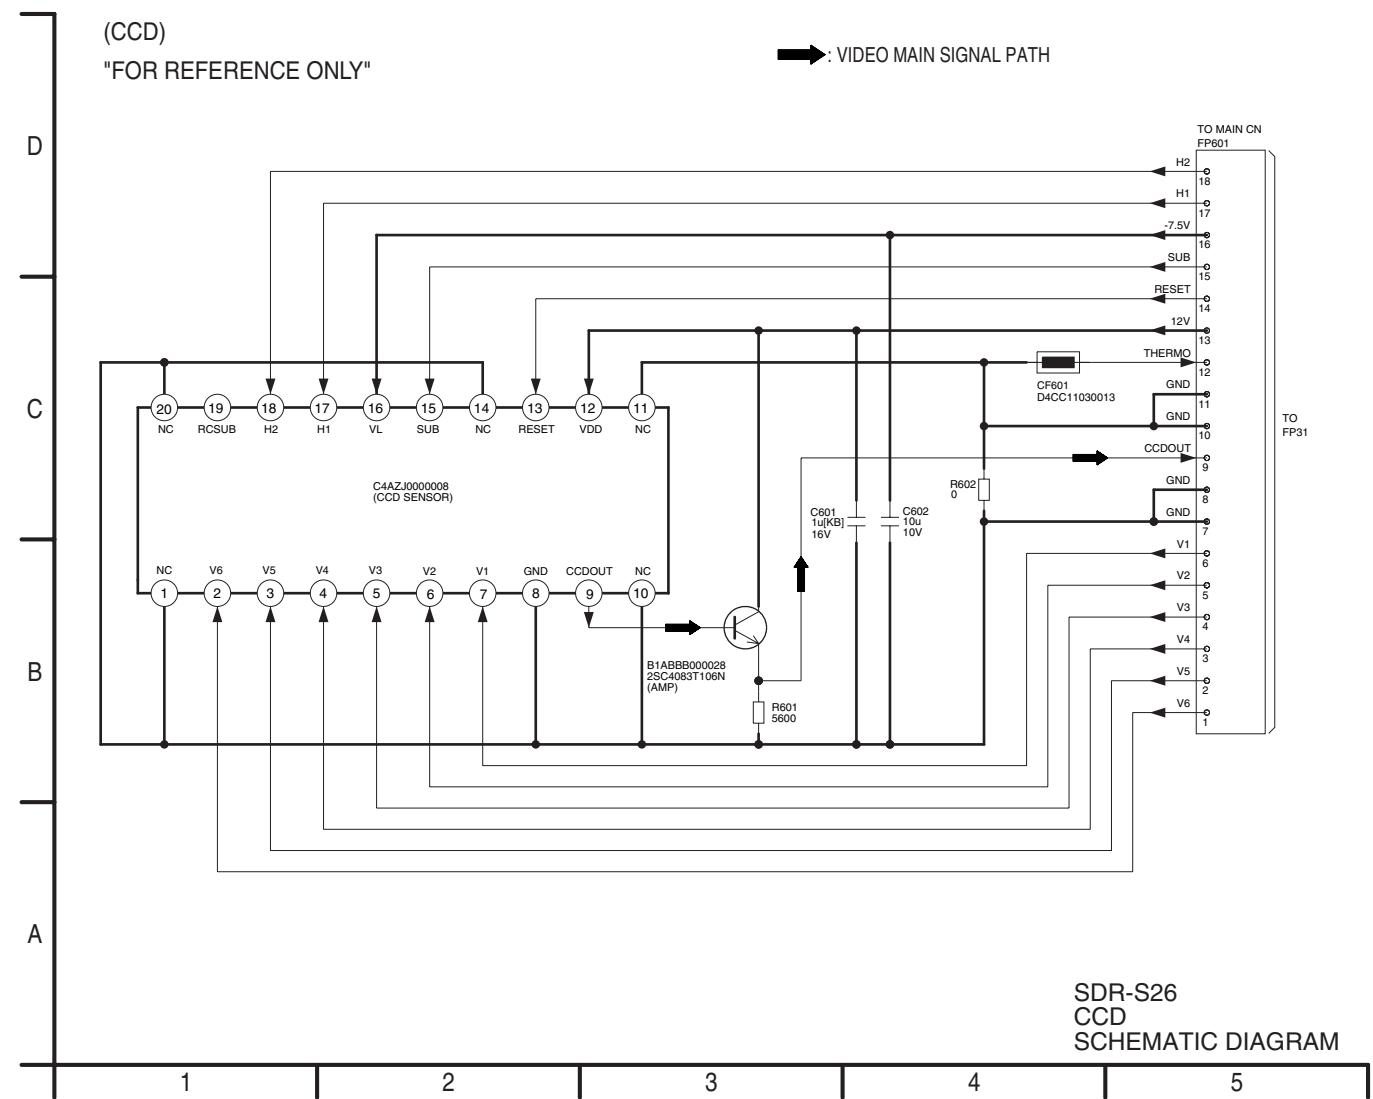 (CCD)
"FOR REFERENCE ONLY"
: VIDEO MAIN SIGNAL PATH
D
C
B
A
TO MAIN CN
FP601
H2
18
H1
17
-7.5V
16
SUB
15
RESET
14
12V
13
THERMO
12
GND
11
GND
10
CCDOUT
9
GND
8
GND
7
V1
6
V2
5
V3
4
V4
3
V5
2
V6
1
TO
FP31
CF601
D4CC11030013
20 19 18 17 16 15 14 13 12 11
NC RCSUB H2 H1 VL SUB NC RESET VDD NC
C4AZJ0000008
(CCD SENSOR)
NC V6 V5 V4 V3 V2 V1 GND CCDOUT NC
1 2 3 4 5 6 7 8 9 10
R602
0
C601
1u[KB]
16V
C602
10u
10V
B1ABBB000028
2SC4083T106N
(AMP)
R601
5600
SDR-S26
CCD
SCHEMATIC DIAGRAM
1 2 3 4 5